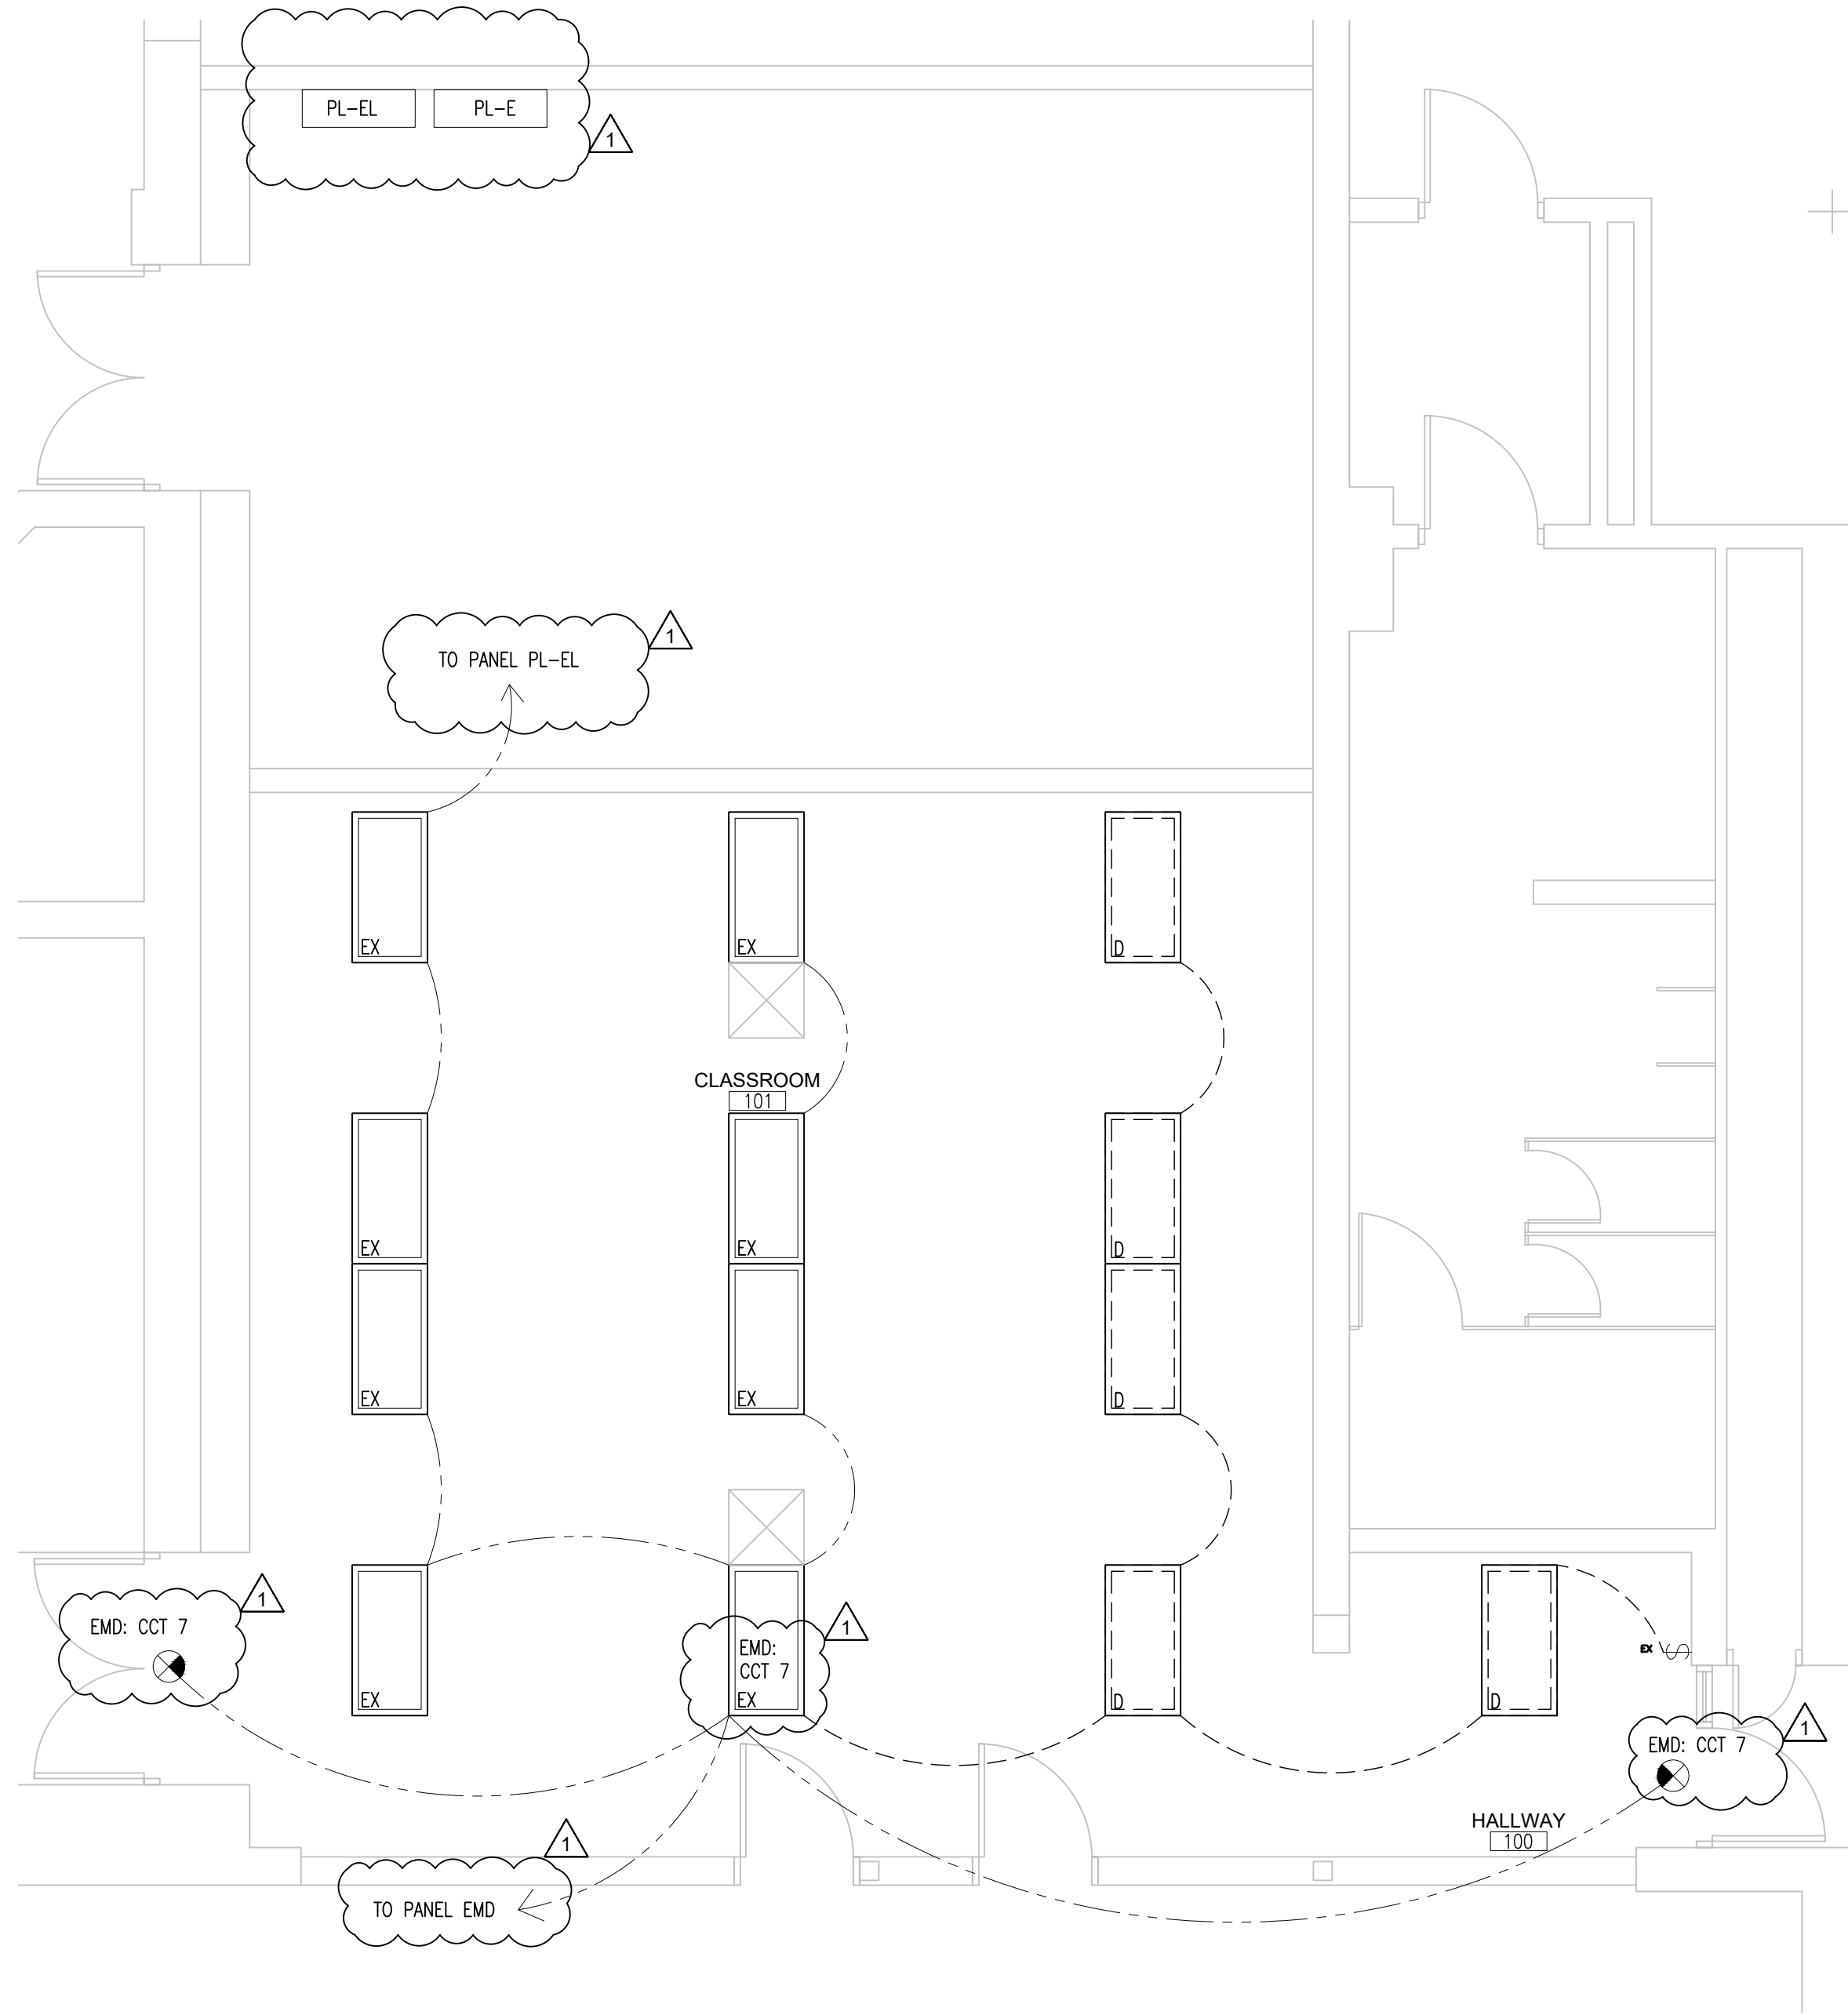 PL-EL PL-E
1
1
TO PANEL PL-EL
EX EX D
CLASSROOM
101
EX EX D
EX EX D
1
EMD: CCT 7
1
EMD:
CCT 7
EX
EX EX D D
1
EMD: CCT 7
HALLWAY
100
1
TO PANEL EMD